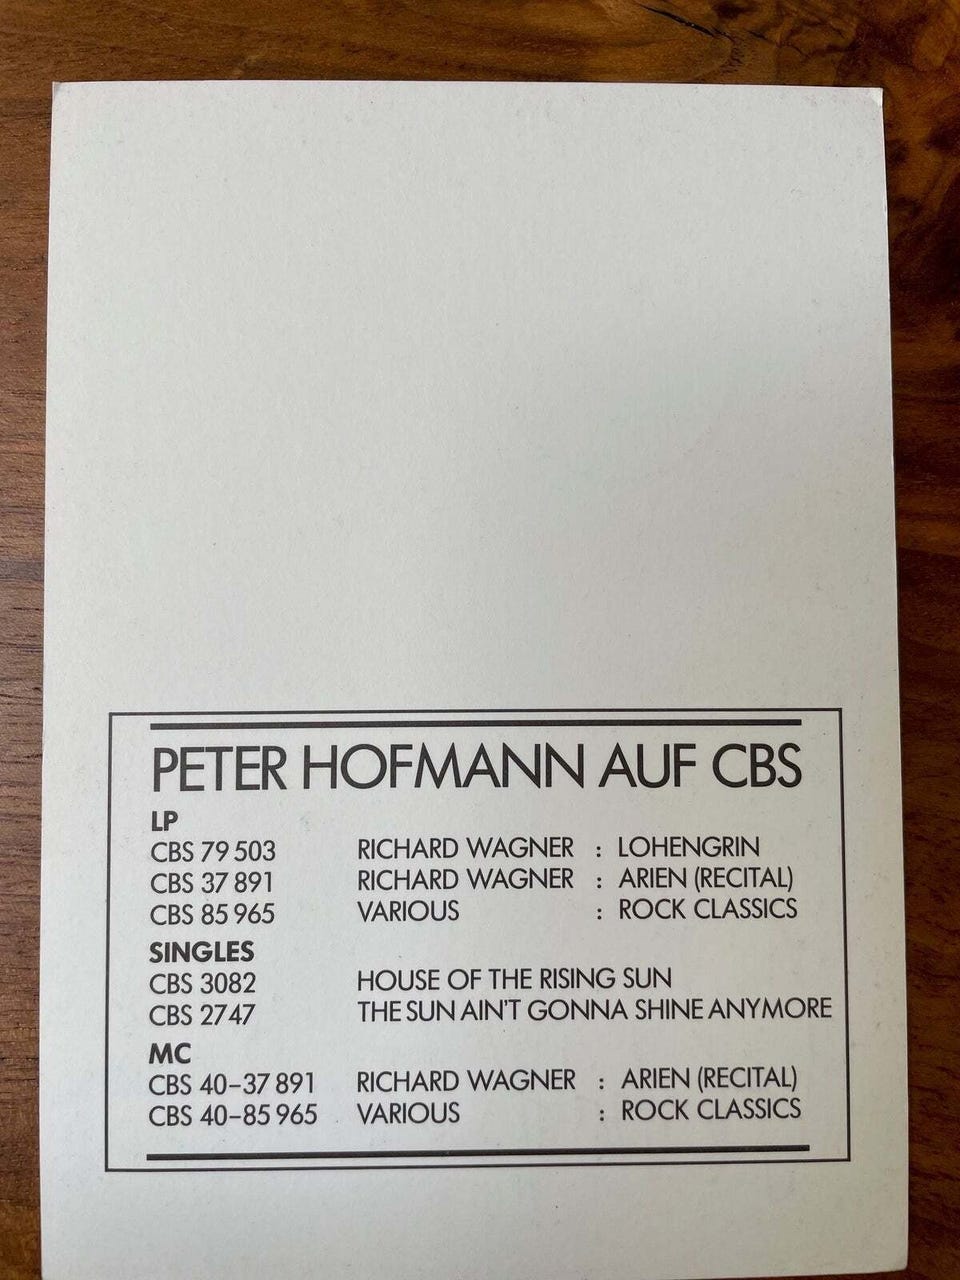 PETER HOFMANN AUF CBS
LP
CBS 79 503 RICHARD WAGNER : LOHENGRIN
CBS 37 891 RICHARD WAGNER : ARIEN (RECITAL)
CBS 85 965 VARIOUS : ROCK CLASSICS
SINGLES
CBS 3082 HOUSE OF THE RISING SUN
CBS 2747 THE SUN AIN'T GONNA SHINE ANYMORE
MC
CBS 40–37 891 RICHARD WAGNER : ARIEN (RECITAL)
CBS 40–85 965 VARIOUS : ROCK CLASSICS